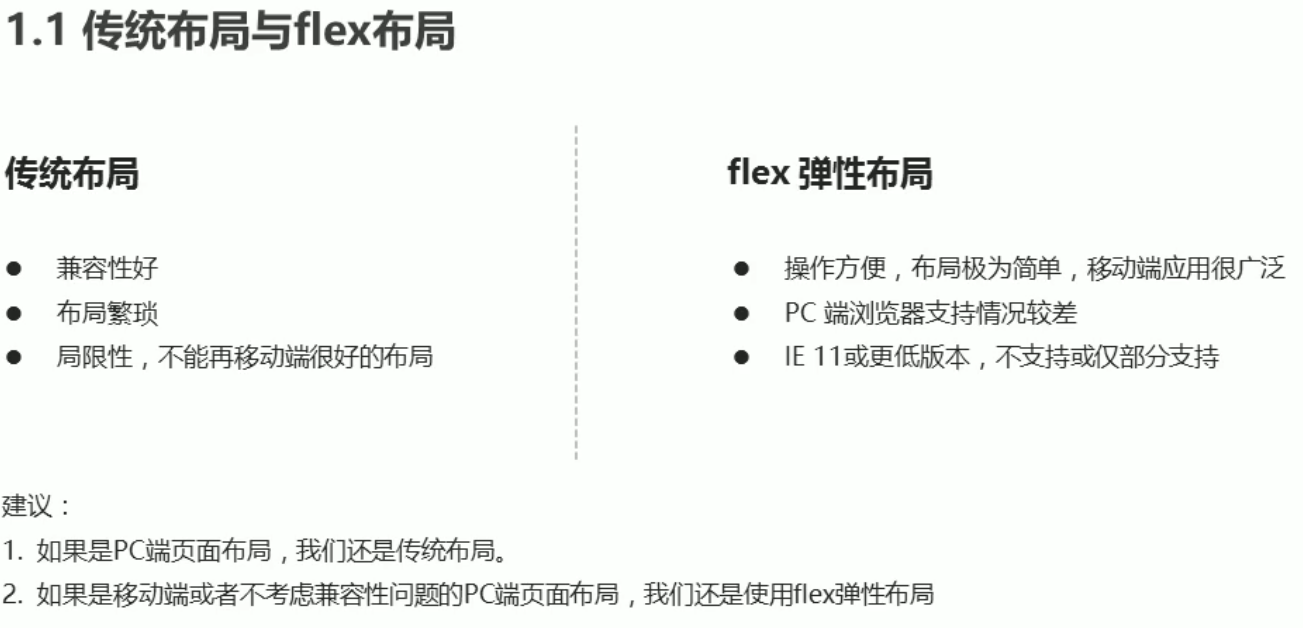 1.1 传统布局与flex布局
传统布局
● 兼容性好
● 布局繁琐
● 局限性，不能再移动端很好的布局
flex 弹性布局
● 操作方便，布局极为简单，移动端应用很广泛
● PC 端浏览器支持情况较差
● IE 11或更低版本，不支持或仅部分支持
建议：
1. 如果是PC端页面布局，我们还是传统布局。
2. 如果是移动端或者不考虑兼容性问题的PC端页面布局，我们还是使用flex弹性布局